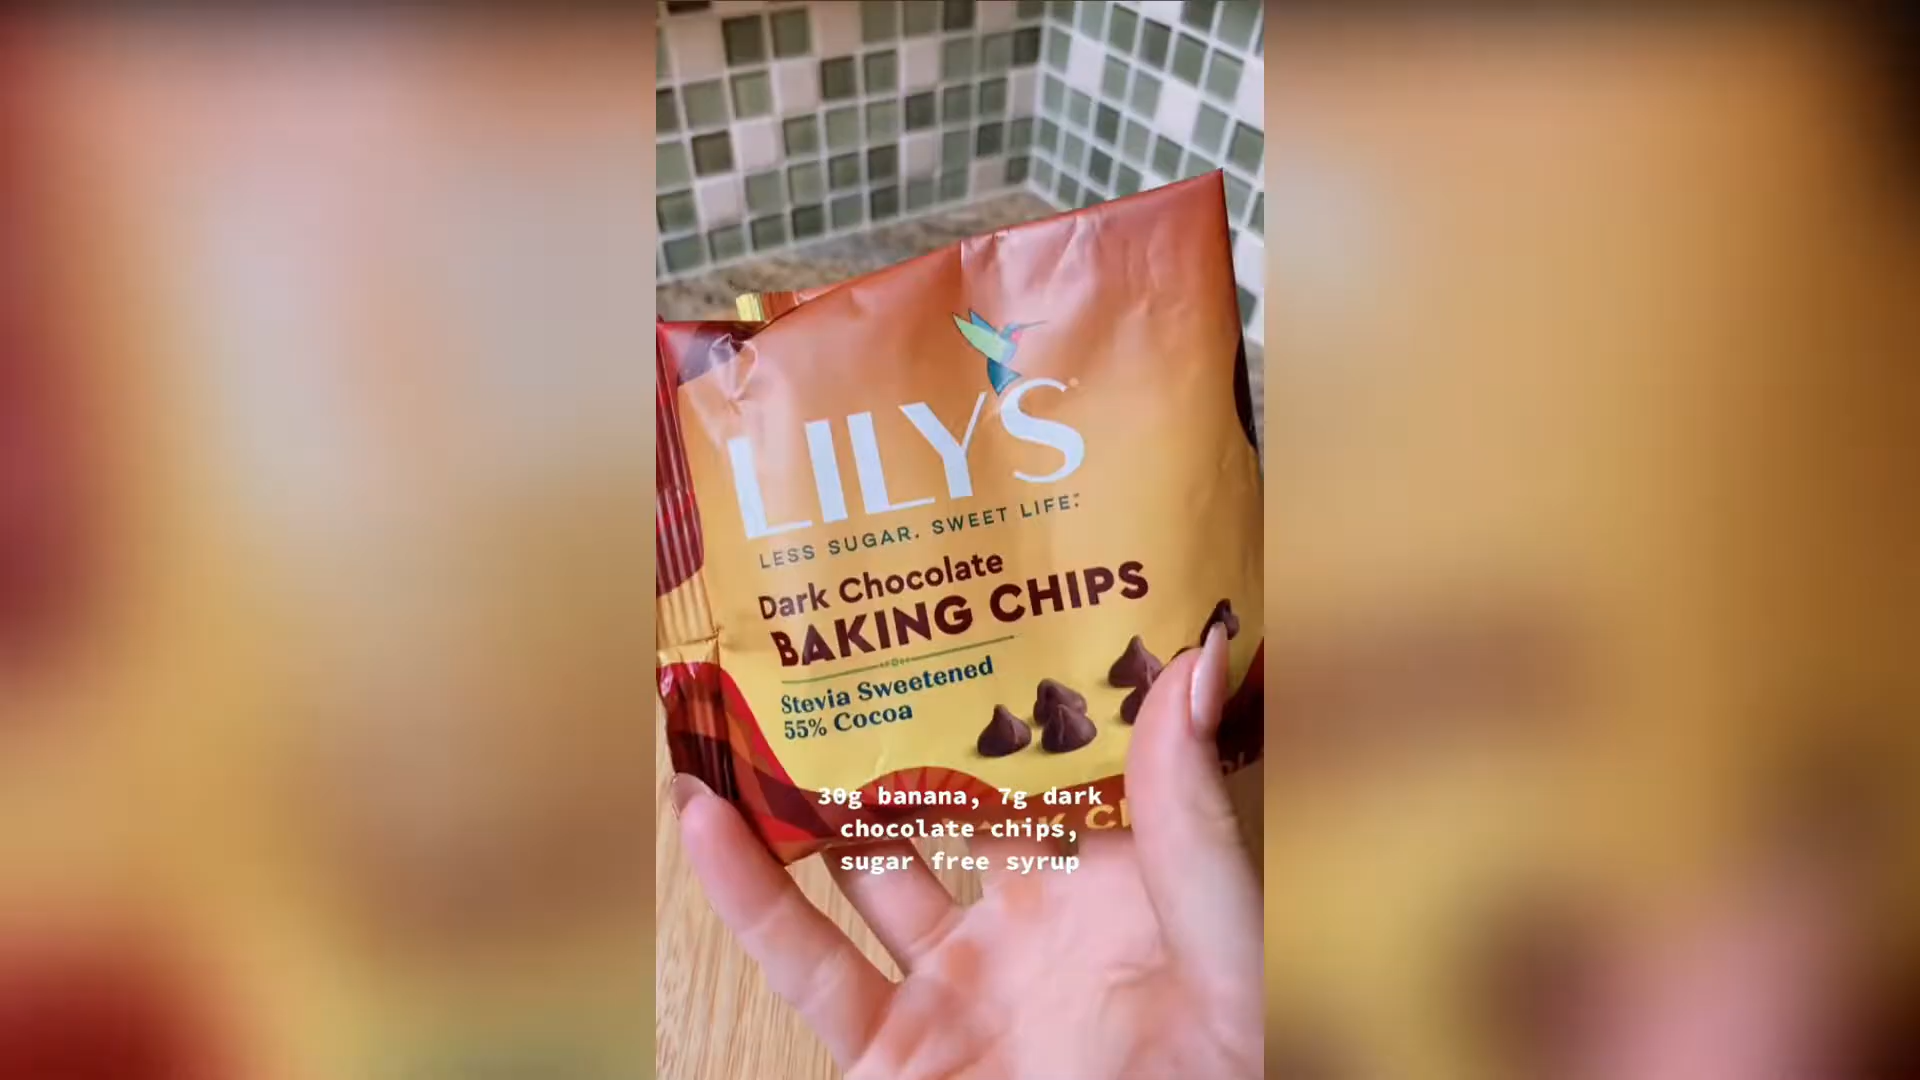 LILY'S
LESS SUGAR. SWEET LIFE.
Dark Chocolate
BAKING CHIPS
Stevia Sweetened
55% Cocoa
30g banana, 7g dark
chocolate chips,
sugar free syrup